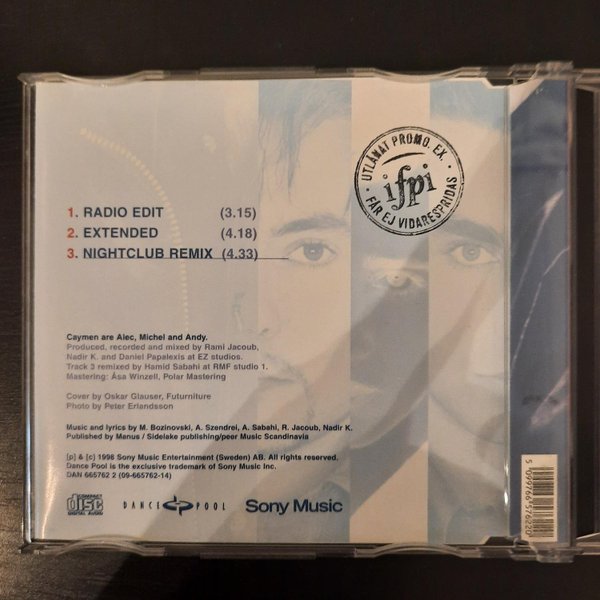 · UTLÅNAT PROMO. EX. ·
ifpi
FÅR EJ VIDARESPRIDAS
1. RADIO EDIT (3.15)
2. EXTENDED (4.18)
3. NIGHTCLUB REMIX (4.33)
Caymen are Alec, Michel and Andy.
Produced, recorded and mixed by Rami Jacoub,
Nadir K. and Daniel Papalexis at EZ studios.
Track 3 remixed by Hamid Sabahi at RMF studio 1.
Mastering: Åsa Winzell, Polar Mastering
Cover by Oskar Glauser, Futurniture
Photo by Peter Erlandsson
Music and lyrics by M. Bozinovski, A. Szendrei, A. Sabahi, R. Jacoub, Nadir K.
Published by Manus / Sidelake publishing/peer Music Scandinavia
[p] & [c] 1998 Sony Music Entertainment (Sweden) AB. All rights reserved.
Dance Pool is the exclusive trademark of Sony Music Inc.
DAN 665762 2 (09-665762-14)
COMPACT
disc
DIGITAL AUDIO
DANCE POOL
Sony Music
5 099766 576220